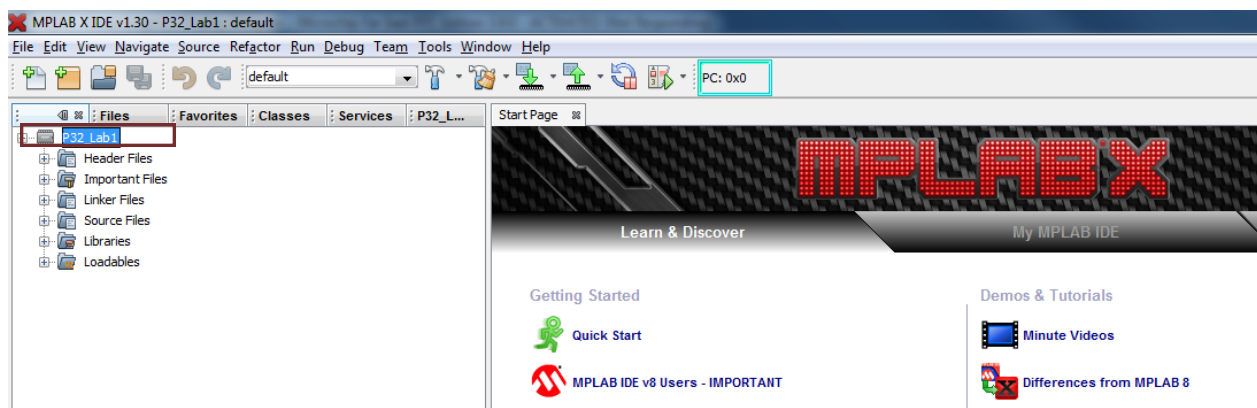 MPLAB X IDE v1.30 - P32_Lab1 : default
File Edit View Navigate Source Refactor Run Debug Team Tools Window Help
default PC: 0x0
Files Favorites Classes Services P32_L... Start Page
P32_Lab1
Header Files
Important Files
Linker Files
Source Files
Libraries
Loadables
MPLAB X
Learn & Discover My MPLAB IDE
Getting Started Demos & Tutorials
Quick Start Minute Videos
MPLAB IDE v8 Users - IMPORTANT Differences from MPLAB 8